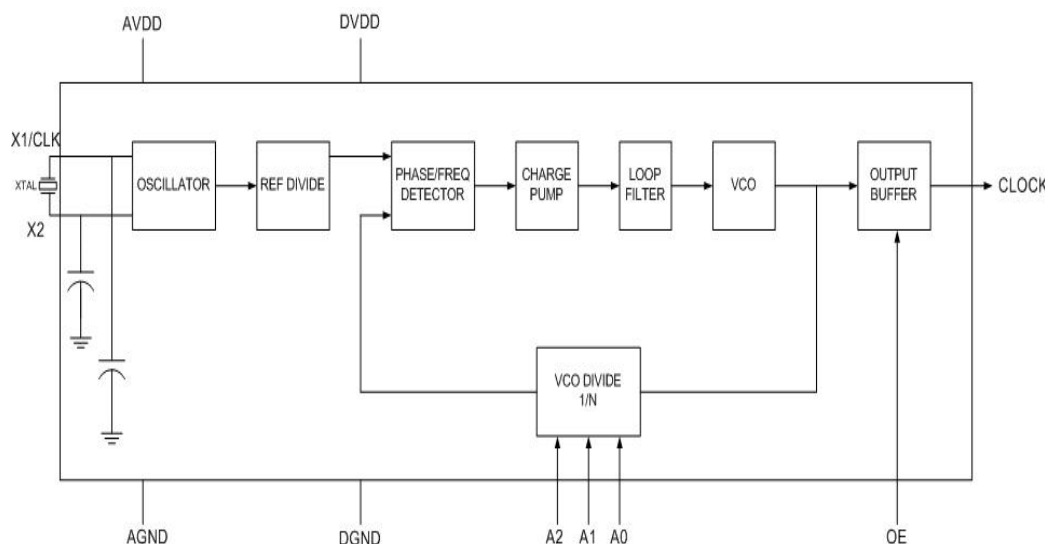 AVDD
DVDD
X1/CLK
XTAL
X2
OSCILLATOR
REF DIVIDE
PHASE/FREQ
DETECTOR
CHARGE
PUMP
LOOP
FILTER
VCO
OUTPUT
BUFFER
CLOCK
VCO DIVIDE
1/N
AGND
DGND
A2
A1
A0
OE